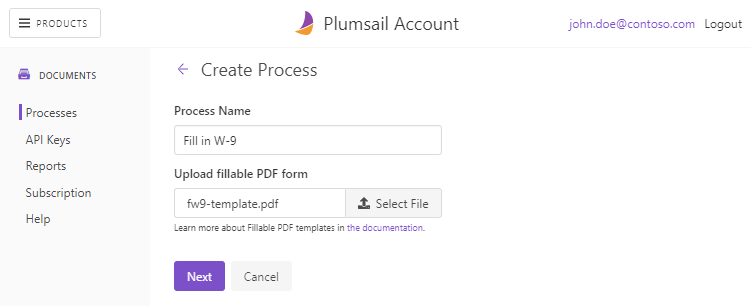 PRODUCTS
Plumsail Account
john.doe@contoso.com Logout
DOCUMENTS
Processes
API Keys
Reports
Subscription
Help
Create Process
Process Name
Fill in W-9
Upload fillable PDF form
fw9-template.pdf Select File
Learn more about Fillable PDF templates in the documentation.
Next Cancel